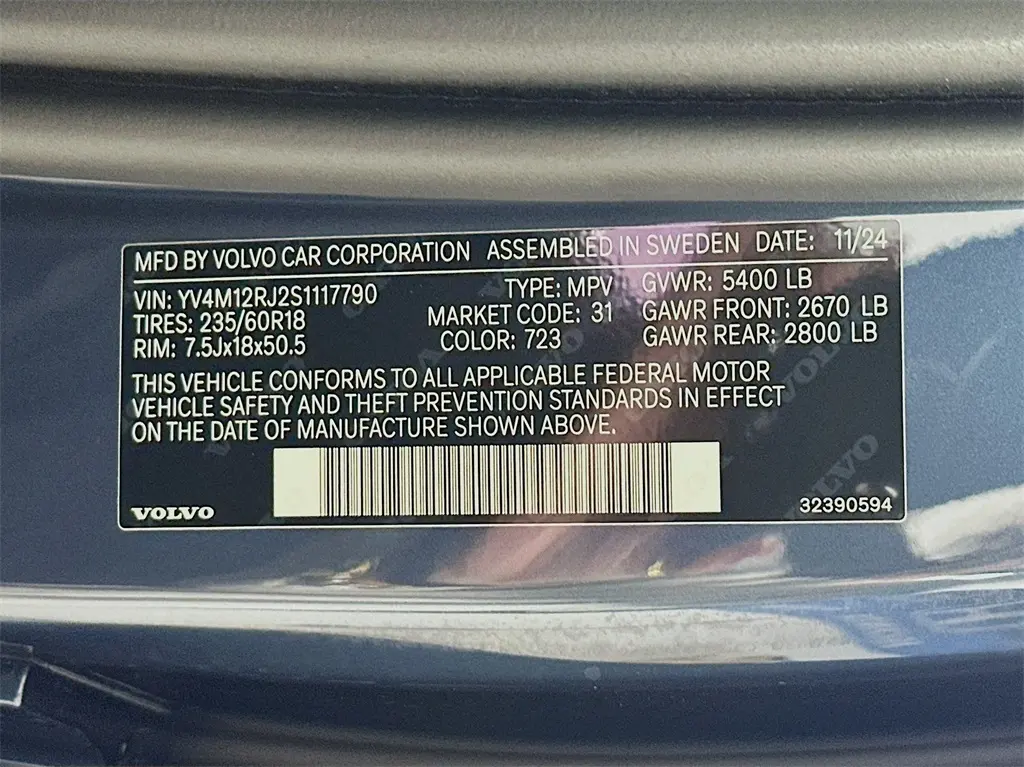 MFD BY VOLVO CAR CORPORATION ASSEMBLED IN SWEDEN DATE: 11/24
VIN: YV4M12RJ2S1117790 TYPE: MPV GVWR: 5400 LB
TIRES: 235/60R18 MARKET CODE: 31 GAWR FRONT: 2670 LB
RIM: 7.5Jx18x50.5 COLOR: 723 GAWR REAR: 2800 LB
THIS VEHICLE CONFORMS TO ALL APPLICABLE FEDERAL MOTOR
VEHICLE SAFETY AND THEFT PREVENTION STANDARDS IN EFFECT
ON THE DATE OF MANUFACTURE SHOWN ABOVE.
VOLVO 32390594